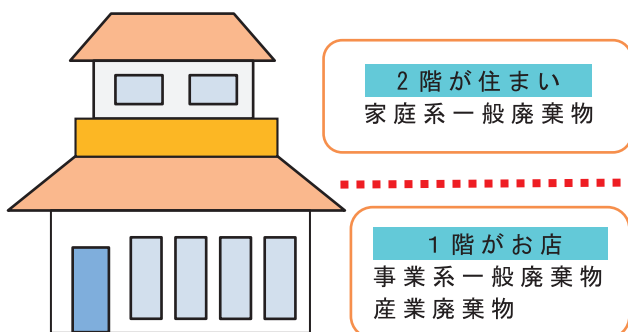 2階が住まい
家庭系一般廃棄物
1階がお店
事業系一般廃棄物
産業廃棄物